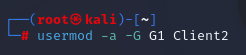 ┌──(root㉿kali)-[~]
└─# usermod -a -G G1 Client2